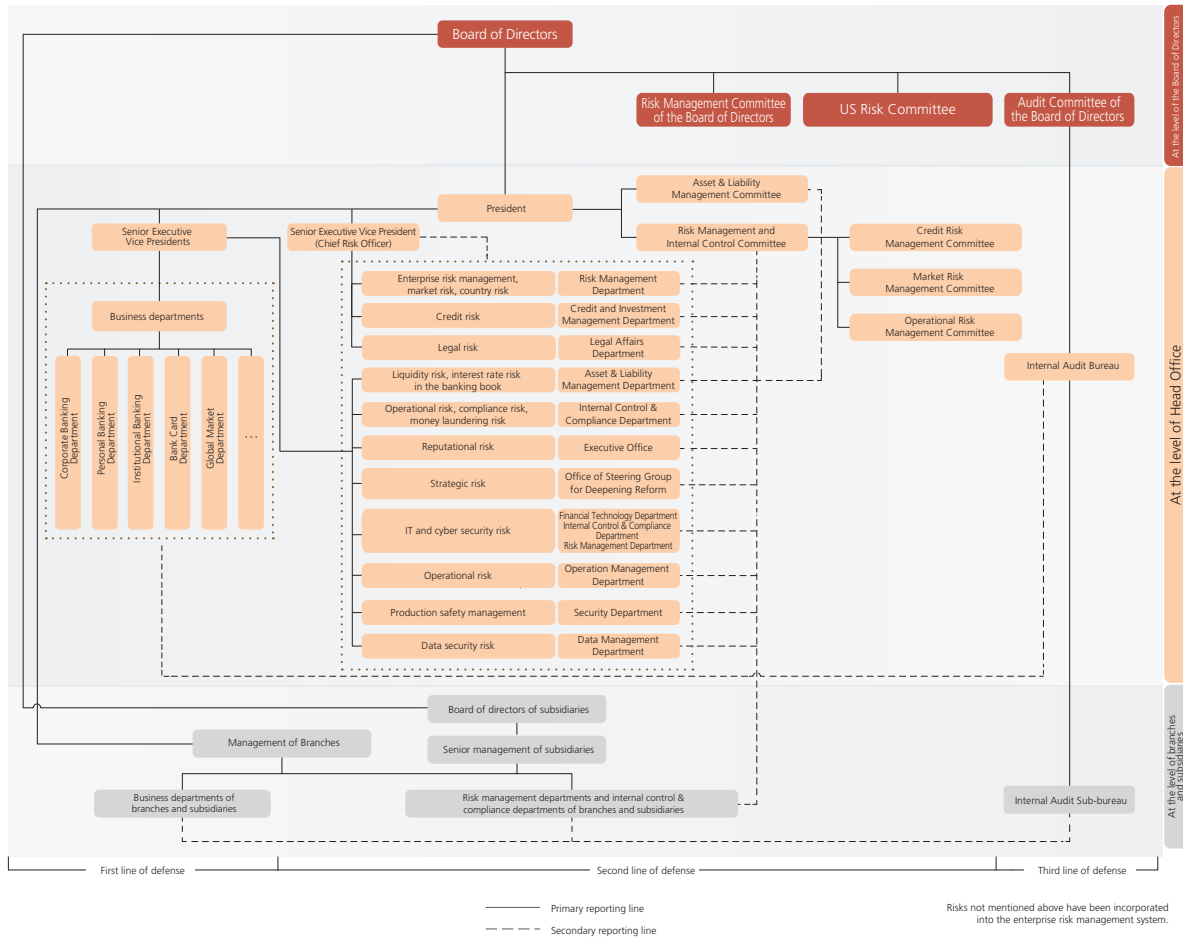 Board of Directors
Risk Management Committee
of the Board of Directors
US Risk Committee
Audit Committee of
the Board of Directors
At the level of the Board of Directors
President
Asset & Liability
Management Committee
Senior Executive
Vice Presidents
Senior Executive Vice President
(Chief Risk Officer)
Risk Management and
Internal Control Committee
Credit Risk
Management Committee
Market Risk
Management Committee
Operational Risk
Management Committee
Business departments
Corporate Banking
Department
Personal Banking
Department
Institutional Banking
Department
Bank Card
Department
Global Market
Department
...
Enterprise risk management,
market risk, country risk
Risk Management
Department
Credit risk
Credit and Investment
Management Department
Legal risk
Legal Affairs
Department
Liquidity risk, interest rate risk
in the banking book
Asset & Liability
Management Department
Operational risk, compliance risk,
money laundering risk
Internal Control &
Compliance Department
Reputational risk
Executive Office
Strategic risk
Office of Steering Group
for Deepening Reform
IT and cyber security risk
Financial Technology Department
Internal Control & Compliance
Department
Risk Management Department
Operational risk
Operation Management
Department
Production safety management
Security Department
Data security risk
Data Management
Department
Internal Audit Bureau
At the level of Head Office
Board of directors of subsidiaries
Management of Branches
Senior management of subsidiaries
Business departments of
branches and subsidiaries
Risk management departments and internal control &
compliance departments of branches and subsidiaries
Internal Audit Sub-bureau
At the level of branches
and subsidiaries
First line of defense
Second line of defense
Third line of defense
Primary reporting line
Secondary reporting line
Risks not mentioned above have been incorporated
into the enterprise risk management system.